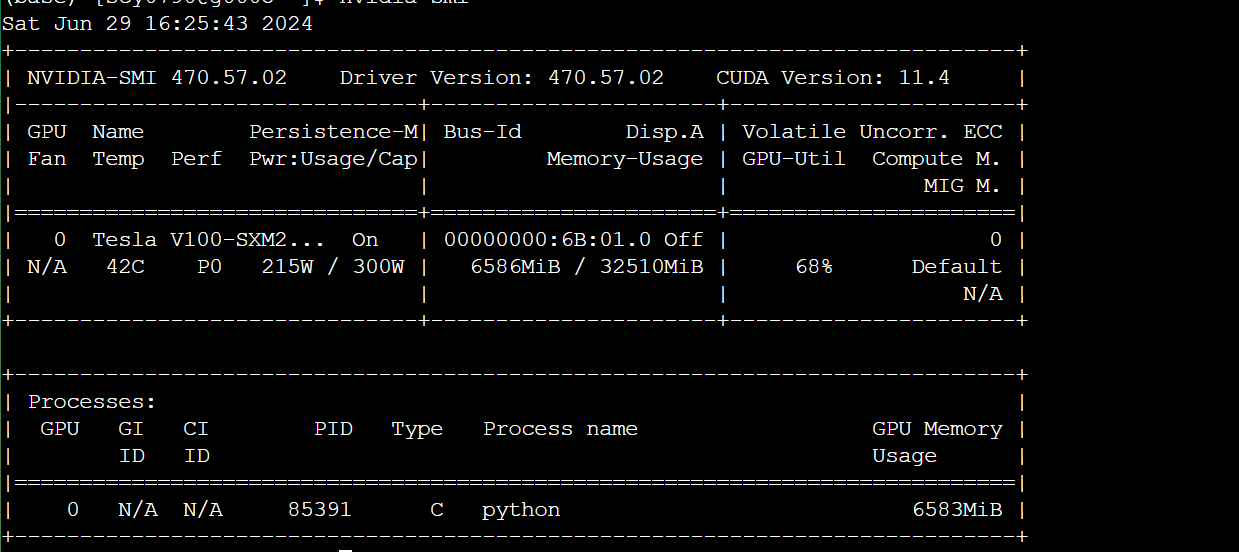 Sat Jun 29 16:25:43 2024
+-----------------------------------------------------------------------------+
| NVIDIA-SMI 470.57.02    Driver Version: 470.57.02    CUDA Version: 11.4     |
|-------------------------------+----------------------+----------------------+
| GPU  Name        Persistence-M| Bus-Id        Disp.A | Volatile Uncorr. ECC |
| Fan  Temp  Perf  Pwr:Usage/Cap|         Memory-Usage | GPU-Util  Compute M. |
|                               |                      |               MIG M. |
|===============================+======================+======================|
|   0  Tesla V100-SXM2...  On   | 00000000:6B:01.0 Off |                    0 |
| N/A   42C    P0   215W / 300W |   6586MiB / 32510MiB |     68%      Default |
|                               |                      |                  N/A |
+-------------------------------+----------------------+----------------------+
+-----------------------------------------------------------------------------+
| Processes:                                                                  |
|  GPU   GI   CI        PID   Type   Process name                  GPU Memory |
|        ID   ID                                                   Usage      |
|=============================================================================|
|    0   N/A  N/A     85391      C   python                           6583MiB |
+-----------------------------------------------------------------------------+